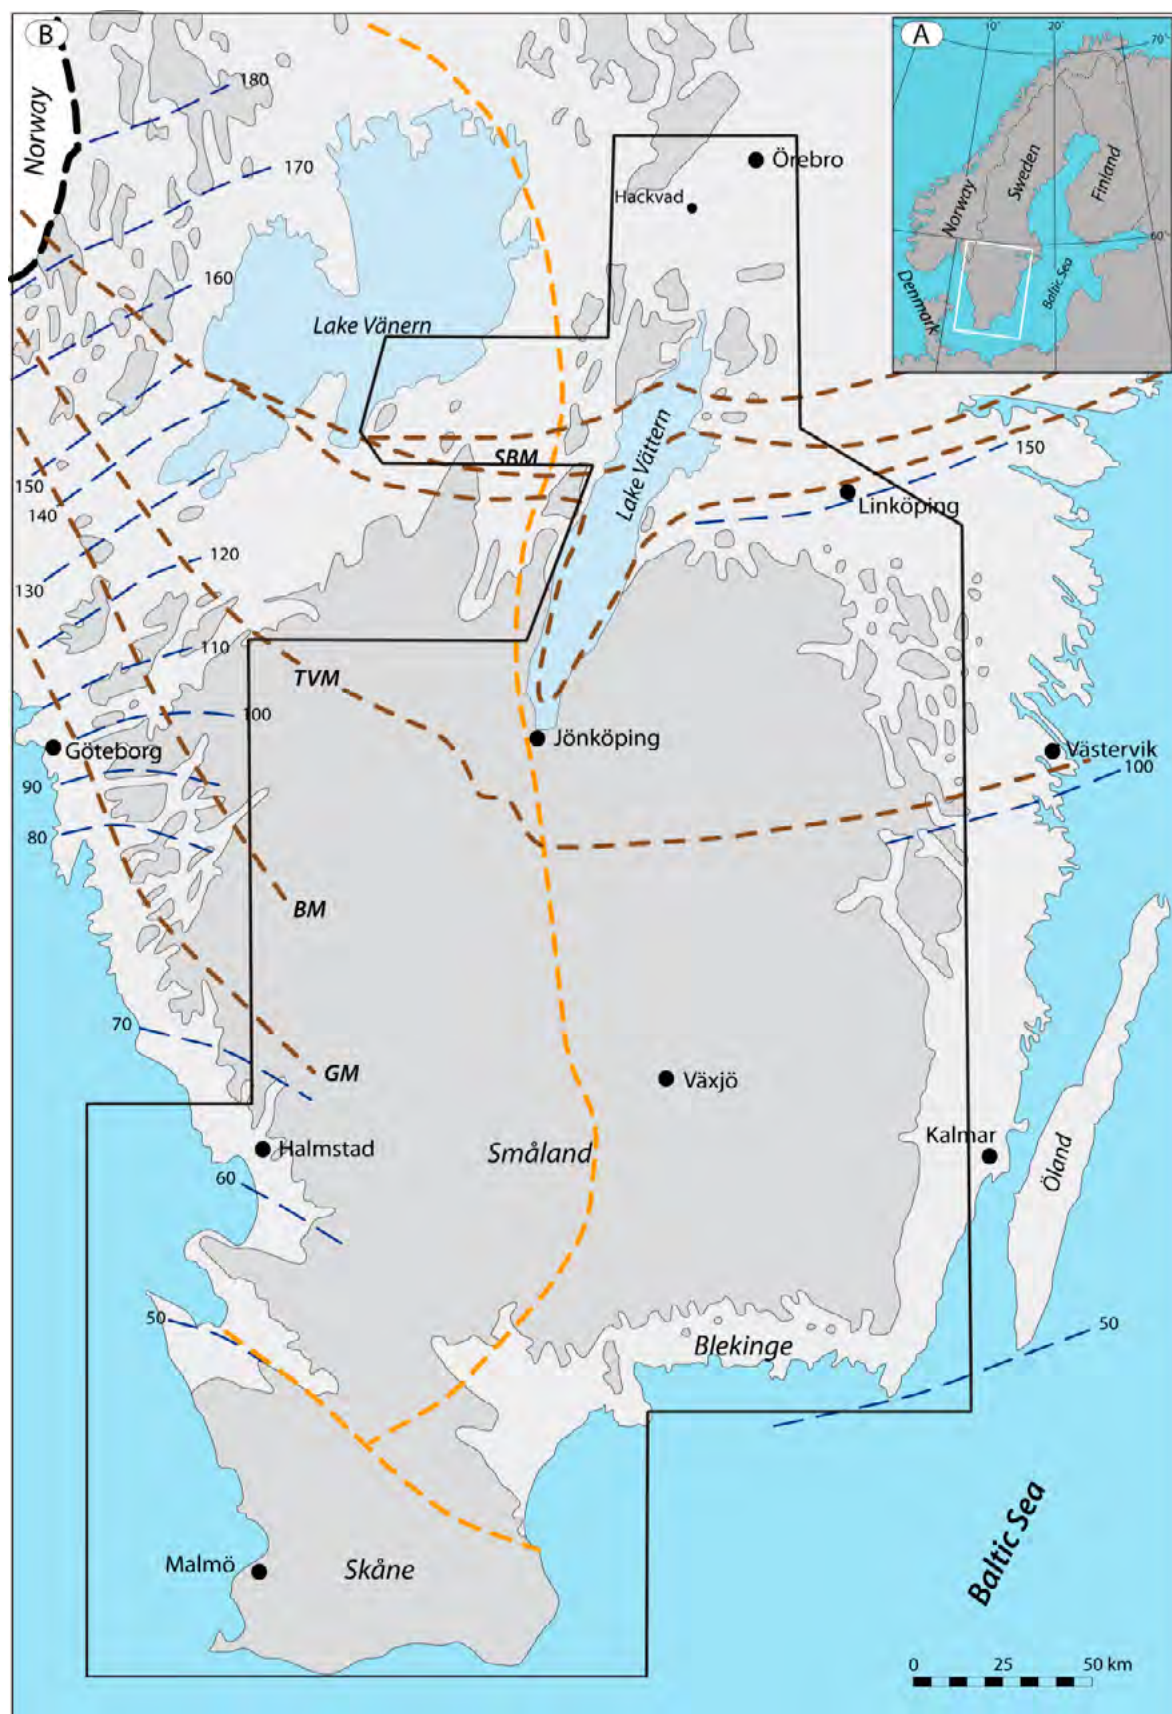 B
A
10°
20°
70°
60°
Norway
Sweden
Finland
Denmark
Baltic Sea
Norway
180
170
160
Örebro
Hackvad
Lake Vänern
Lake Vättern
SBM
150
140
130
120
110
100
90
80
70
60
50
150
Linköping
TVM
Jönköping
Göteborg
Västervik
100
BM
GM
Växjö
Halmstad
Småland
Kalmar
Öland
Blekinge
50
Malmö
Skåne
Baltic Sea
0 25 50 km